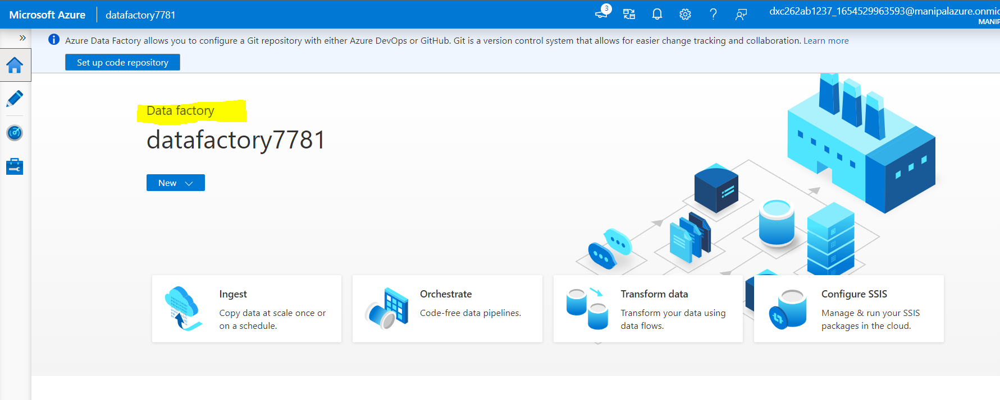 Microsoft Azure
datafactory7781
3
dxc262ab1237_1654529963593@manipalazure.onmic
MANIP
Azure Data Factory allows you to configure a Git repository with either Azure DevOps or GitHub. Git is a version control system that allows for easier change tracking and collaboration. Learn more
Set up code repository
Data factory
datafactory7781
New
Ingest
Copy data at scale once or
on a schedule.
Orchestrate
Code-free data pipelines.
Transform data
Transform your data using
data flows.
Configure SSIS
Manage & run your SSIS
packages in the cloud.